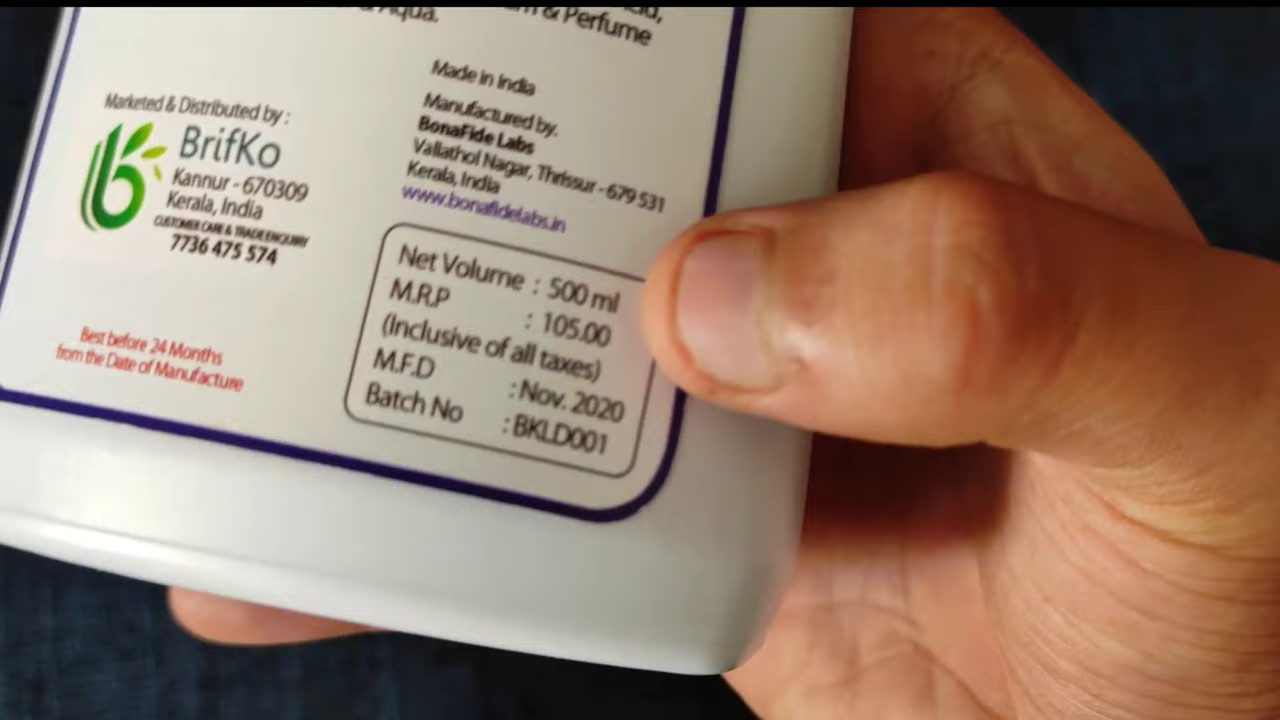 & Perfume
& Aqua.
Made in India
Manufactured by.
BonaFide Labs
Vallathol Nagar, Thrissur - 679 531
Kerala, India
www.bonafidelabs.in
Marketed & Distributed by :
BrifKo
Kannur - 670309
Kerala, India
CUSTOMER CARE & TRADE ENQUIRY
7736 475 574
Best before 24 Months
from the Date of Manufacture
Net Volume : 500 ml
M.R.P : 105.00
(Inclusive of all taxes)
M.F.D : Nov. 2020
Batch No : BKLD001